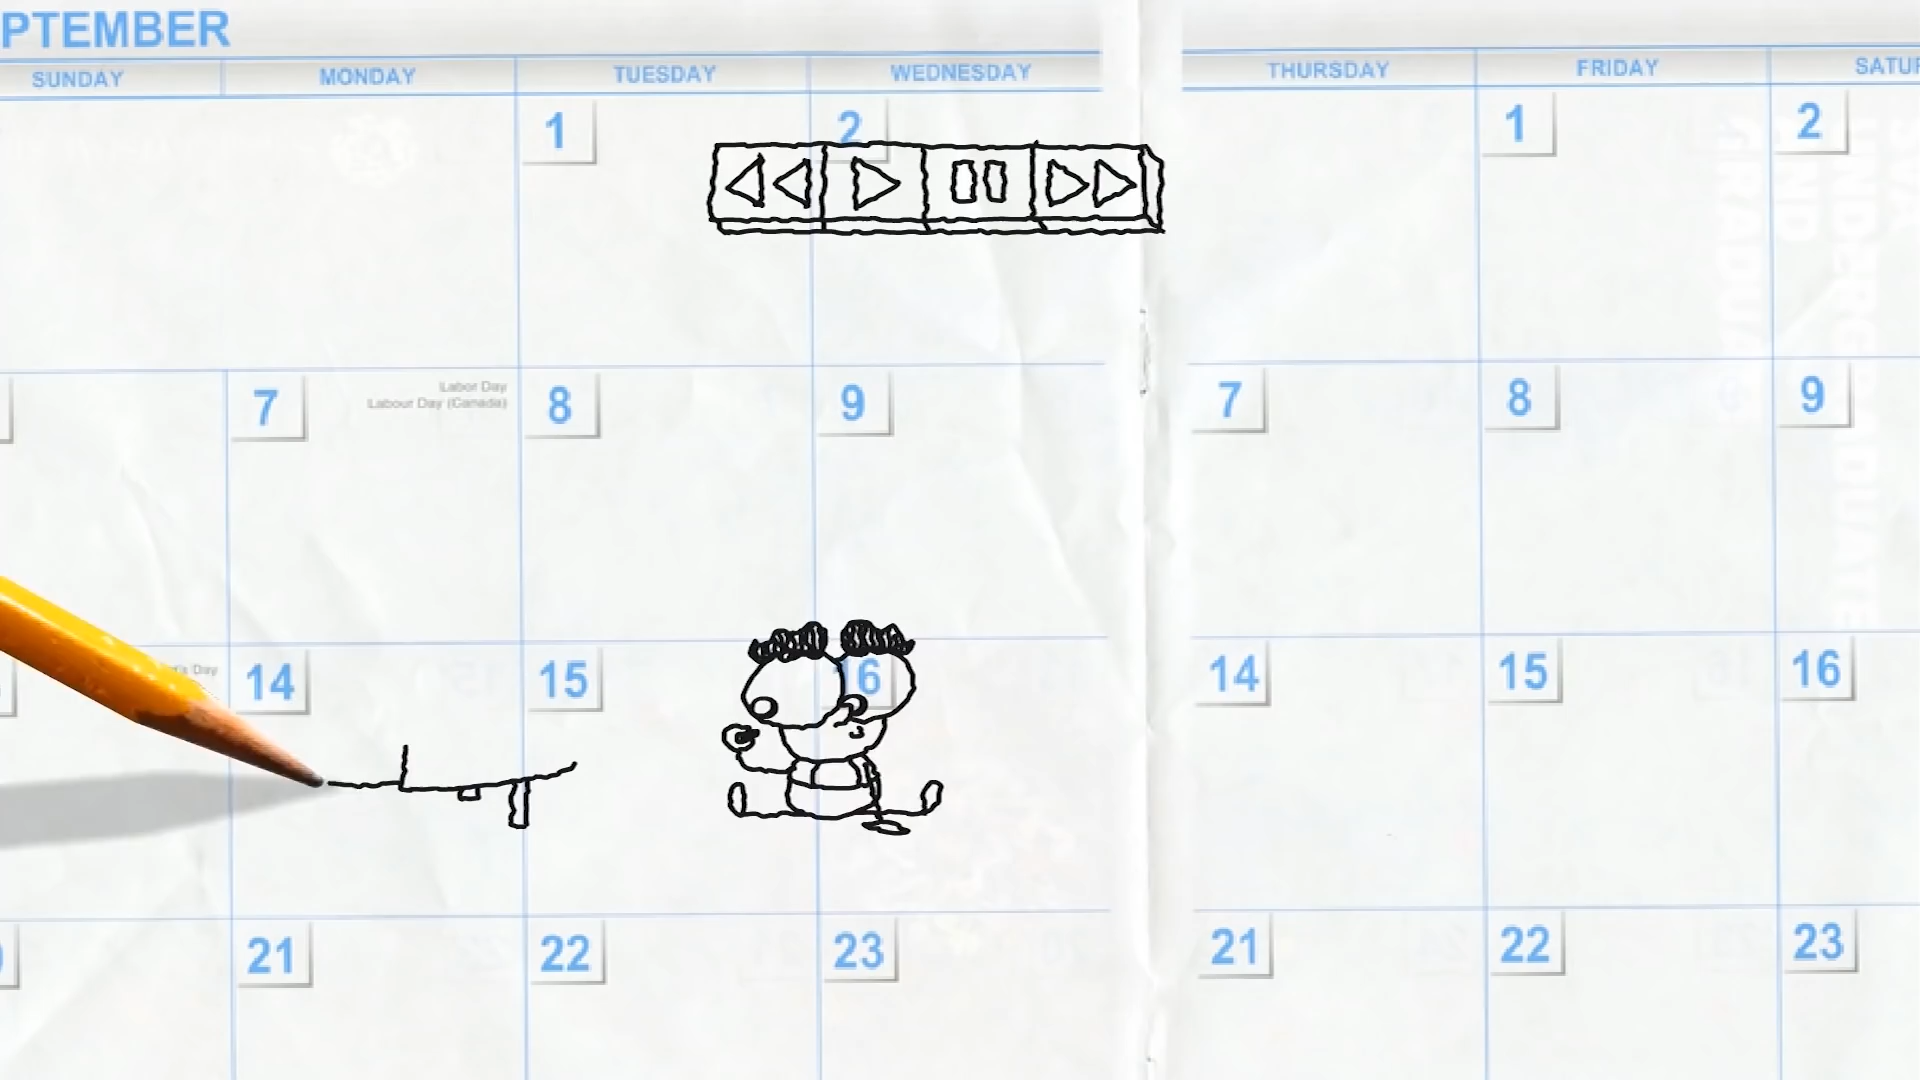 PTEMBER
SUNDAY MONDAY TUESDAY WEDNESDAY THURSDAY FRIDAY SATUR
1 2 1 2
7 Labor Day 8 9 7 8 9
Labour Day (Canada)
14 15 16 14 15 16
21 22 23 21 22 23